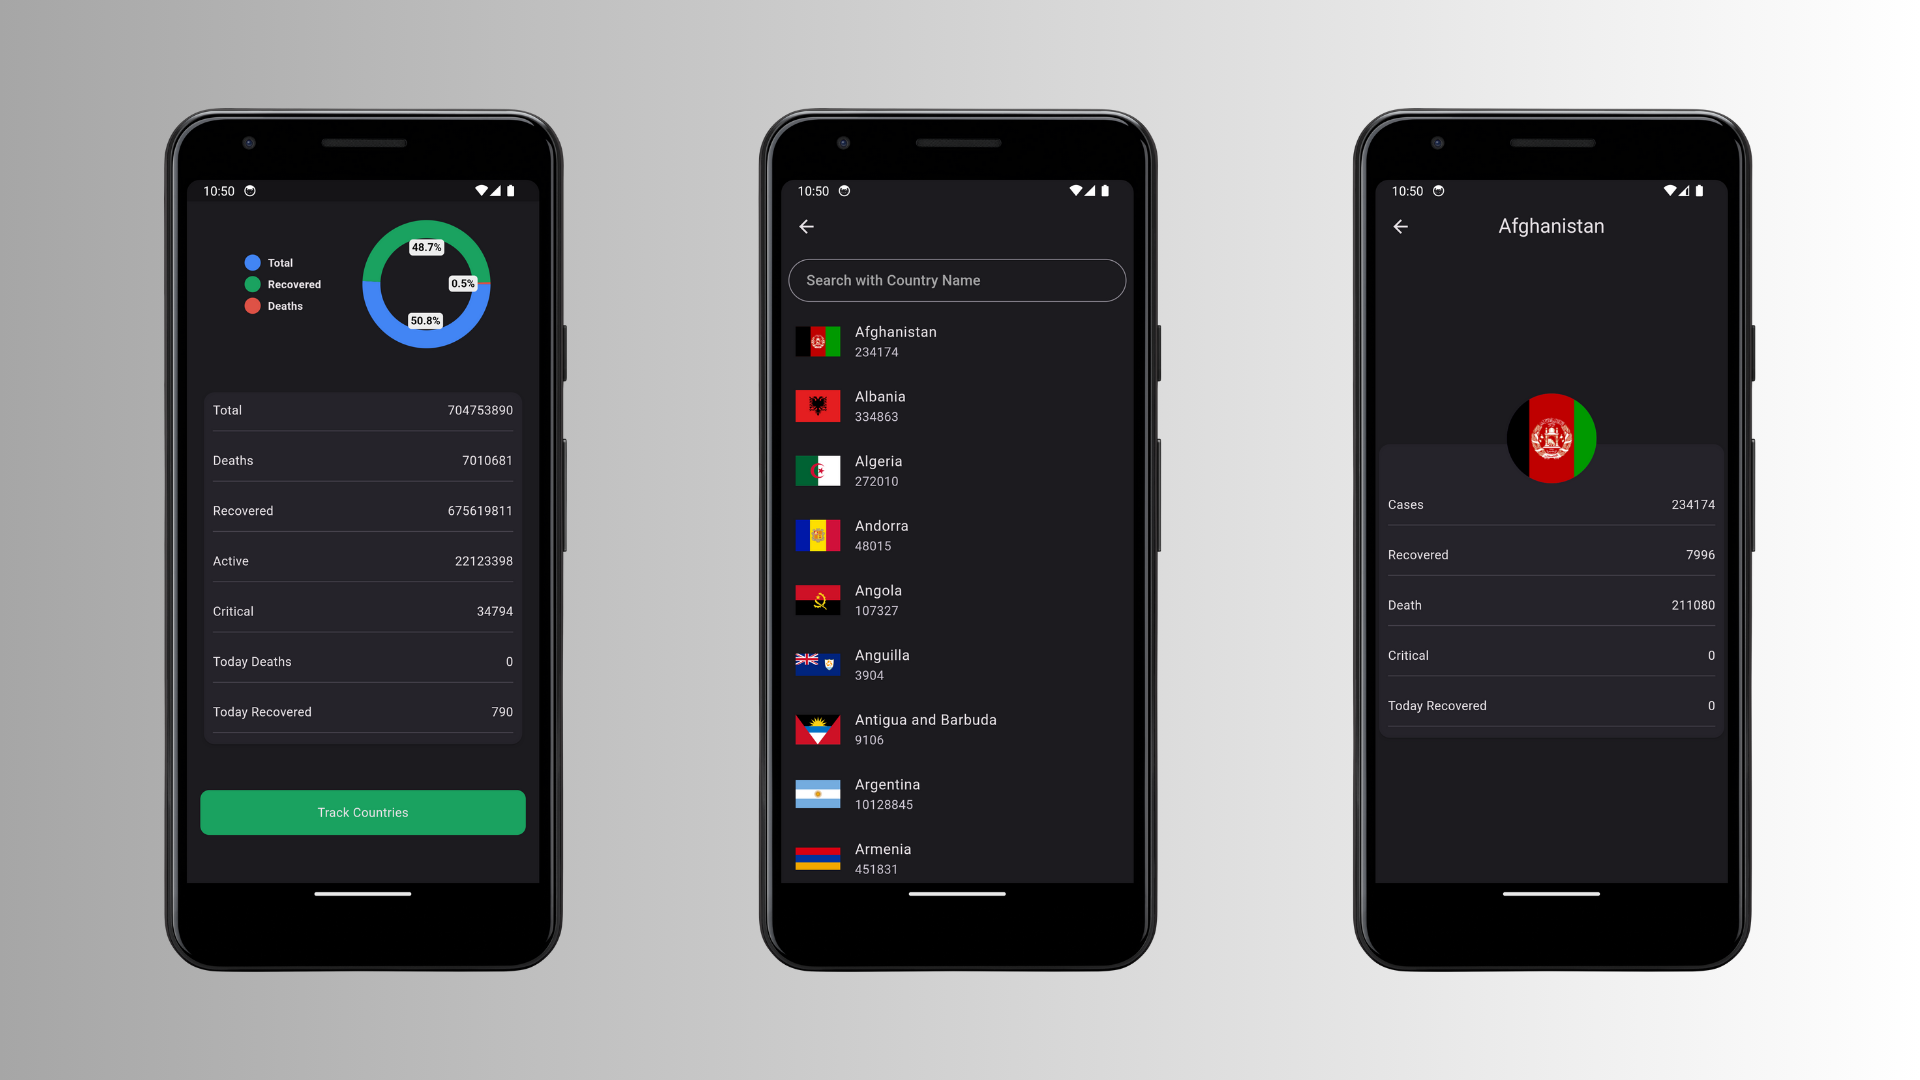 10:50
48.7%
Total
Recovered
Deaths
0.5%
50.8%
Total 704753890
Deaths 7010681
Recovered 675619811
Active 22123398
Critical 34794
Today Deaths 0
Today Recovered 790
Track Countries
10:50
Search with Country Name
Afghanistan
234174
Albania
334863
Algeria
272010
Andorra
48015
Angola
107327
Anguilla
3904
Antigua and Barbuda
9106
Argentina
10128845
Armenia
451831
10:50
Afghanistan
Cases 234174
Recovered 7996
Death 211080
Critical 0
Today Recovered 0